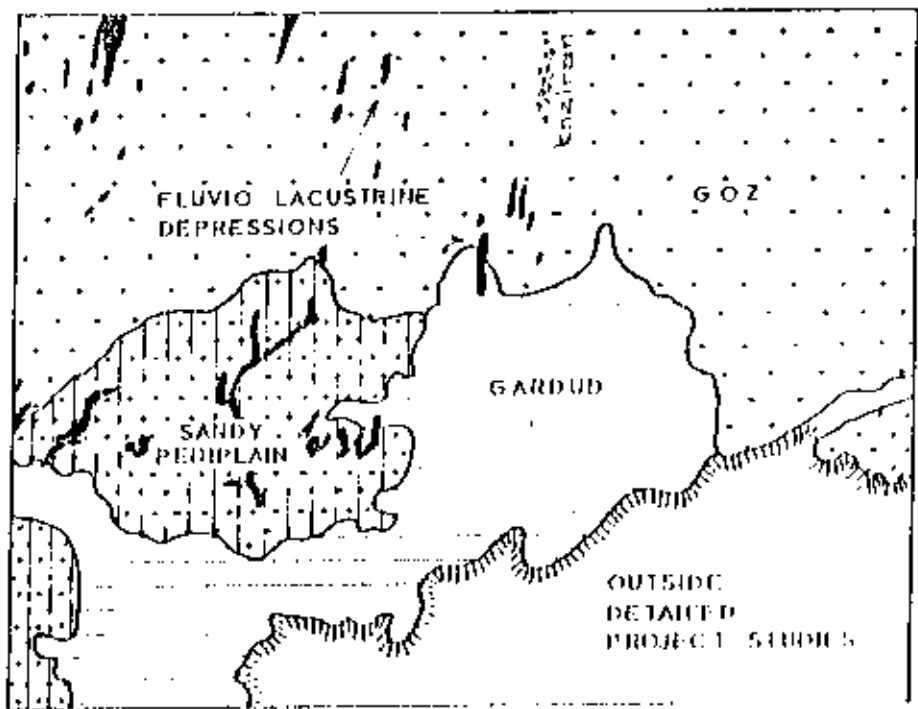 FLUVIO LACUSTRINE
DEPRESSIONS
GOZ
GARDUD
SANDY
PEDIPLAIN
OUTSIDE
DETAILED
PROJECT STUDIES